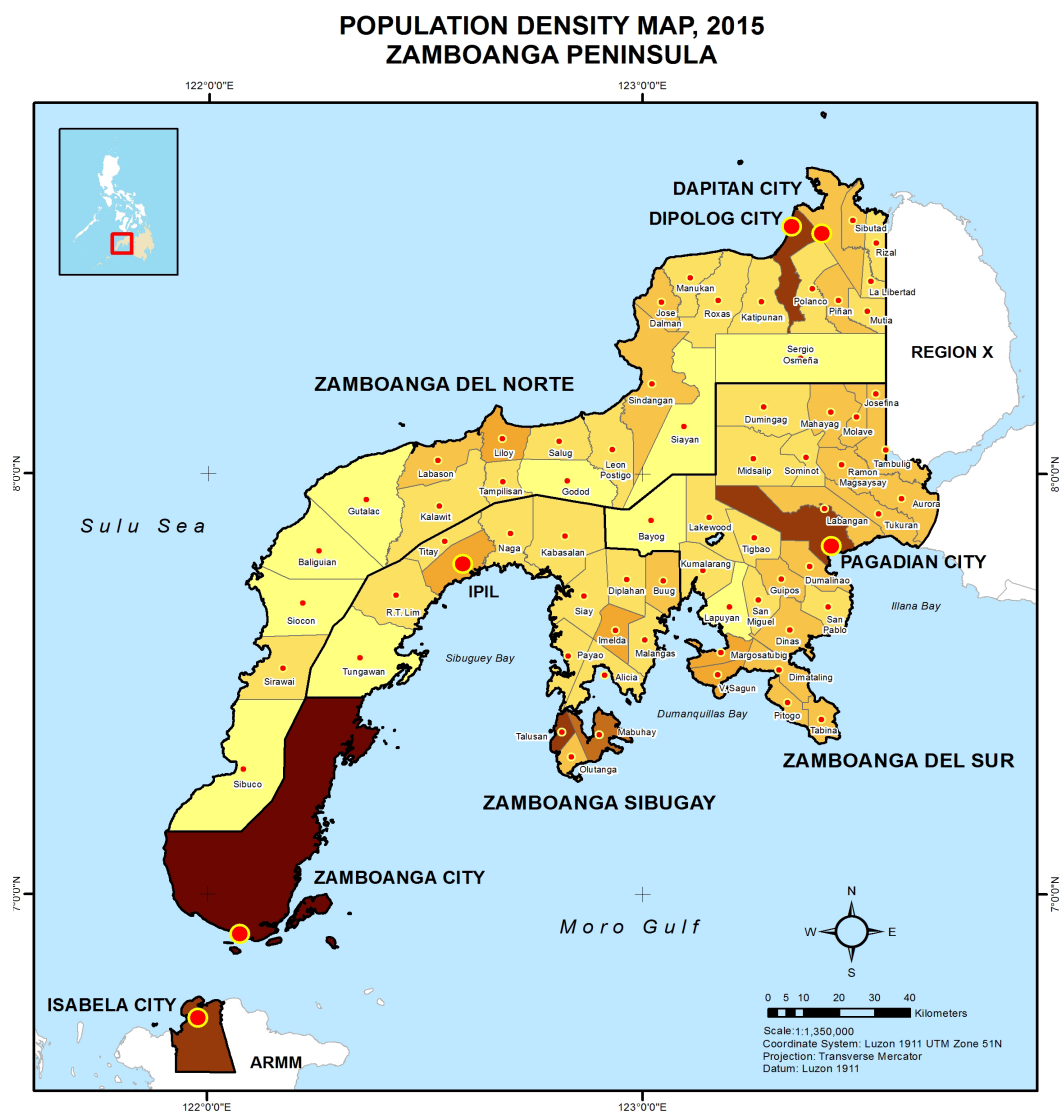 POPULATION DENSITY MAP, 2015
ZAMBOANGA PENINSULA
122°0'0"E
123°0'0"E
DAPITAN CITY
DIPOLOG CITY
Sibutad
Rizal
La Libertad
Manukan
Jose
Dalman
Roxas
Katipunan
Polanco
Piñan
Mutia
Sergio
Osmeña
REGION X
ZAMBOANGA DEL NORTE
Sindangan
Siayan
Dumingag
Mahayag
Josefina
Molave
Liloy
Salug
Leon
Postigo
Labason
Tampilisan
Godod
Midsalip
Sominot
Ramon
Magsaysay
Tambulig
8°0'0"N
8°0'0"N
Sulu Sea
Gutalac
Kalawit
Aurora
Tukuran
Labangan
Lakewood
Bayog
Tigbao
Titay
Naga
Kabasalan
Baliguian
PAGADIAN CITY
IPIL
Kumalarang
Dumalinao
Diplahan
Buug
Guipos
Illana Bay
Siocon
R.T. Lim
Siay
Lapuyan
San
Miguel
San
Pablo
Imelda
Malangas
Dinas
Payao
Margosatubig
Sibuguey Bay
Tungawan
Sirawai
Alicia
V. Sagun
Dimataling
Dumanquillas Bay
Pitogo
Tabina
Talusan
Mabuhay
Olutanga
ZAMBOANGA DEL SUR
Sibuco
ZAMBOANGA SIBUGAY
ZAMBOANGA CITY
7°0'0"N
7°0'0"N
Moro Gulf
N
W
E
S
ISABELA CITY
ARMM
0 5 10 20 30 40
Kilometers
Scale:1:1,350,000
Coordinate System: Luzon 1911 UTM Zone 51N
Projection: Transverse Mercator
Datum: Luzon 1911
122°0'0"E
123°0'0"E